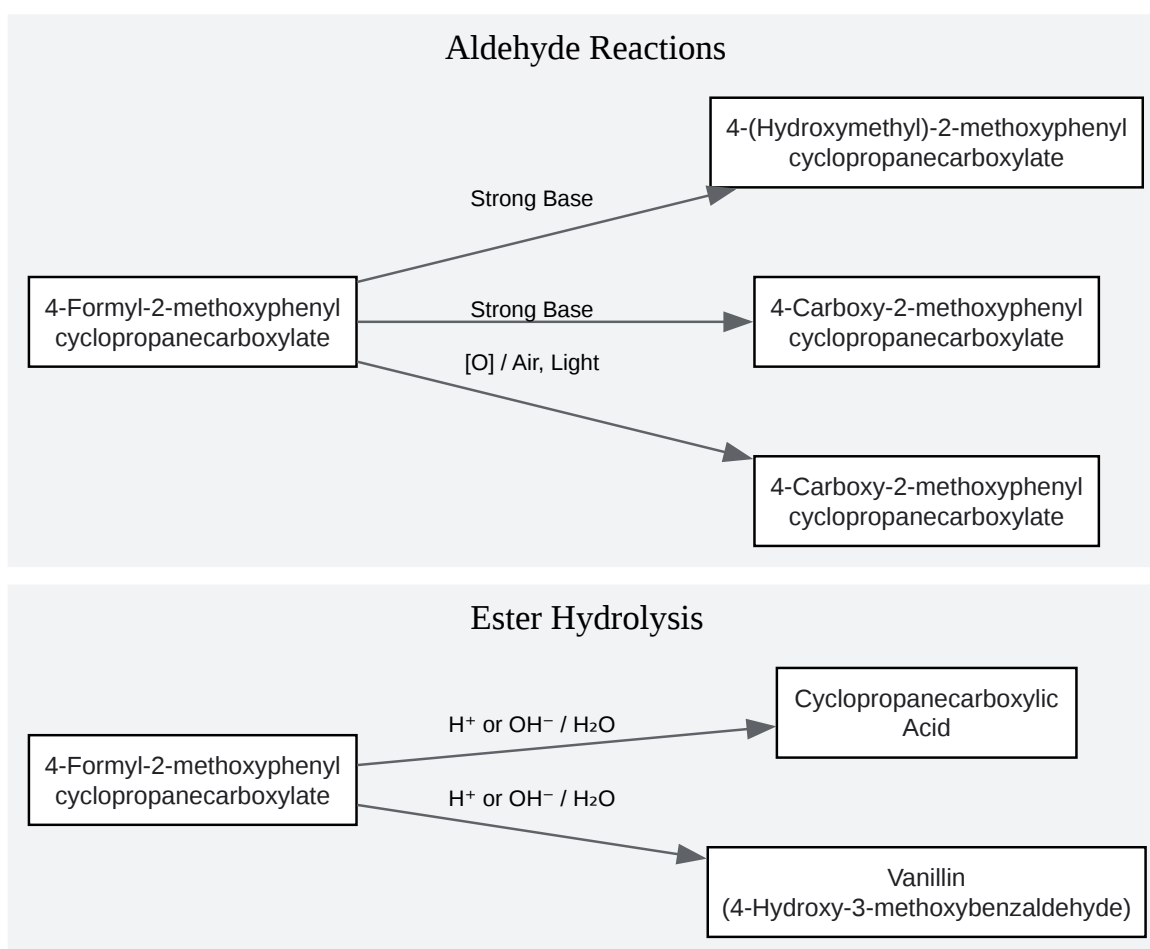 Aldehyde Reactions
4-(Hydroxymethyl)-2-methoxyphenyl
cyclopropanecarboxylate
Strong Base
4-Formyl-2-methoxyphenyl
cyclopropanecarboxylate
Strong Base
4-Carboxy-2-methoxyphenyl
cyclopropanecarboxylate
[O] / Air, Light
4-Carboxy-2-methoxyphenyl
cyclopropanecarboxylate
Ester Hydrolysis
Cyclopropanecarboxylic
Acid
H⁺ or OH⁻ / H₂O
4-Formyl-2-methoxyphenyl
cyclopropanecarboxylate
H⁺ or OH⁻ / H₂O
Vanillin
(4-Hydroxy-3-methoxybenzaldehyde)